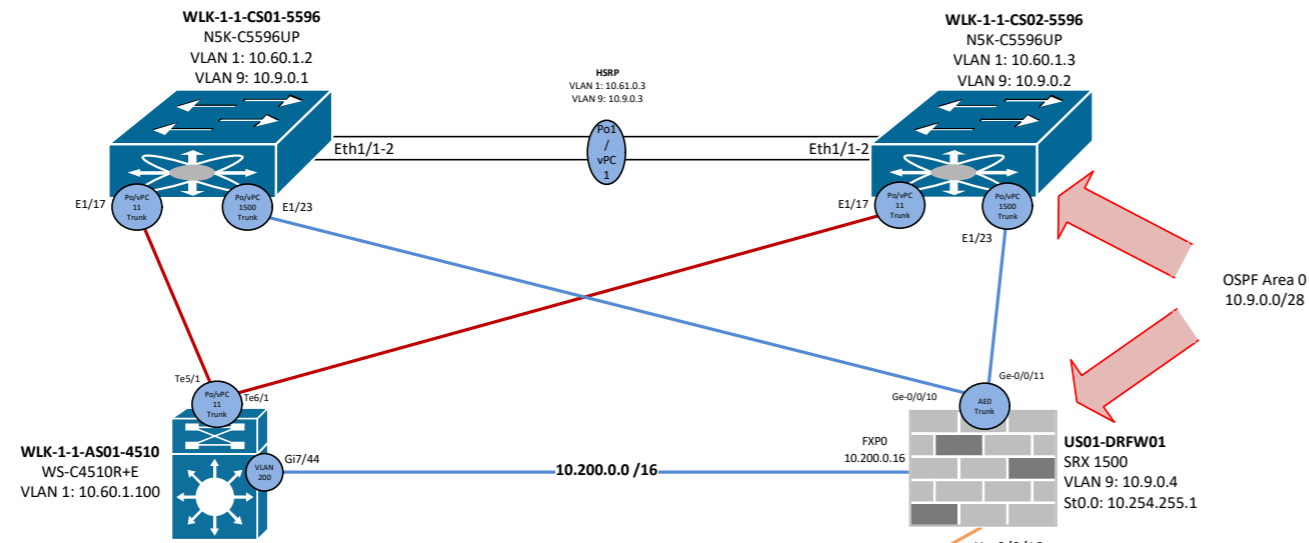 WLK-1-1-CS01-5596
N5K-C5596UP
VLAN 1: 10.60.1.2
VLAN 9: 10.9.0.1
HSRP
VLAN 1: 10.61.0.3
VLAN 9: 10.9.0.3
WLK-1-1-CS02-5596
N5K-C5596UP
VLAN 1: 10.60.1.3
VLAN 9: 10.9.0.2
Eth1/1-2
Po1
/
vPC
1
Eth1/1-2
E1/17
Po/vPC
11
Trunk
Po/vPC
1500
Trunk
E1/23
E1/17
Po/vPC
11
Trunk
Po/vPC
1500
Trunk
E1/23
OSPF Area 0
10.9.0.0/28
Te5/1
Po/vPC
11
Trunk
Te6/1
Ge-0/0/11
Ge-0/0/10
AE0
Trunk
WLK-1-1-AS01-4510
WS-C4510R+E
VLAN 1: 10.60.1.100
Gi7/44
VLAN
200
10.200.0.0 /16
FXP0
10.200.0.16
US01-DRFW01
SRX 1500
VLAN 9: 10.9.0.4
St0.0: 10.254.255.1